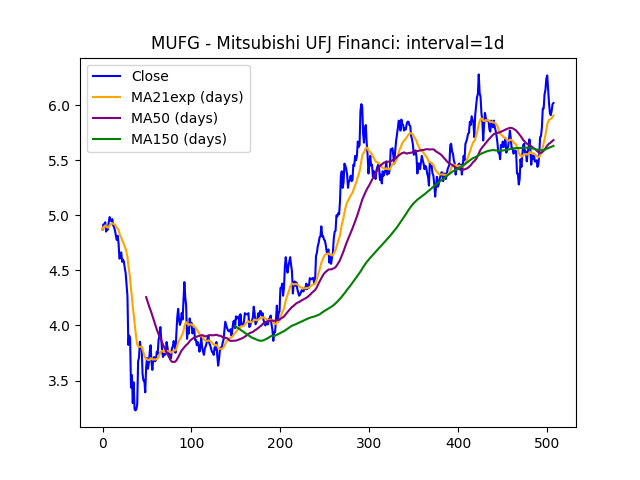 MUFG - Mitsubishi UFJ Financi: interval=1d
Close
MA21exp (days)
MA50 (days)
MA150 (days)
6.0
5.5
5.0
4.5
4.0
3.5
0 100 200 300 400 500